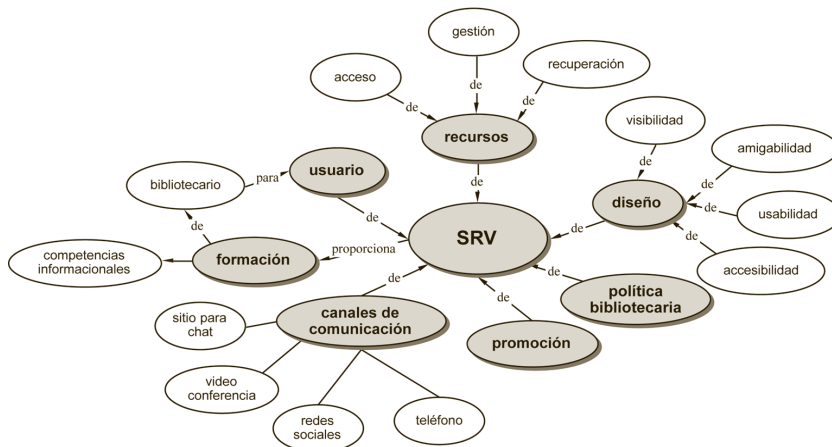 gestión
recuperación
acceso
de
de
de
recursos
visibilidad
amigabilidad
de
de
usuario
para
bibliotecario
de
diseño
de
usabilidad
de
de
SRV
de
de
proporciona
formación
competencias
informacionales
accesibilidad
de
de
política
bibliotecaria
canales de
comunicación
de
sitio para
chat
promoción
video
conferencia
redes
sociales
teléfono